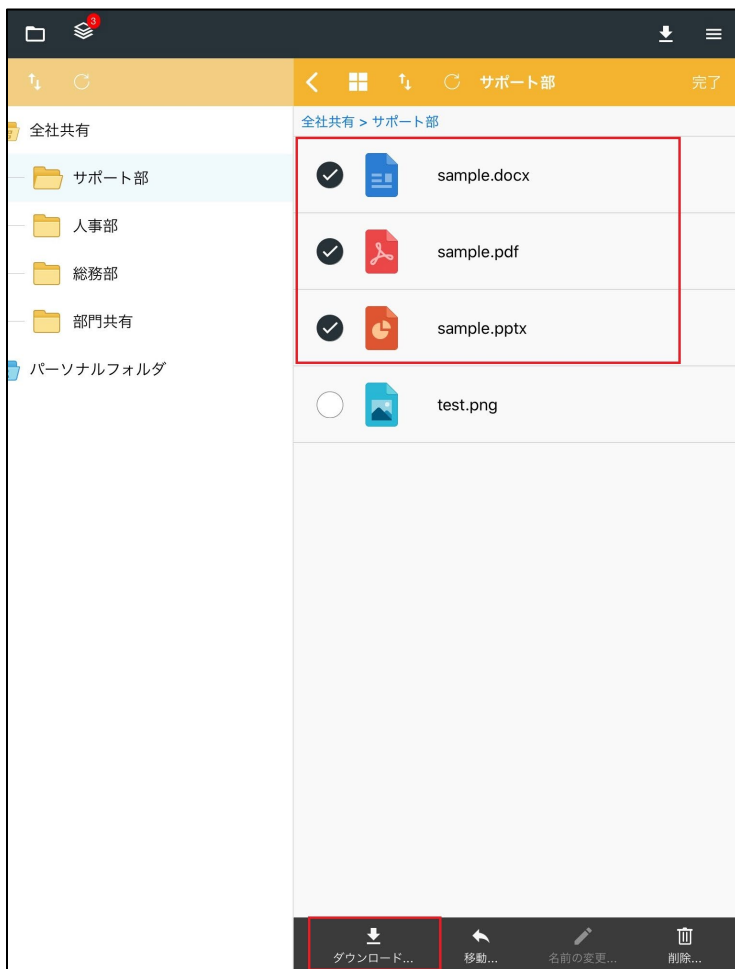 3
サポート部
完了
全社共有
サポート部
人事部
総務部
部門共有
パーソナルフォルダ
全社共有 > サポート部
sample.docx
sample.pdf
sample.pptx
test.png
ダウンロード...
移動...
名前の変更...
削除...